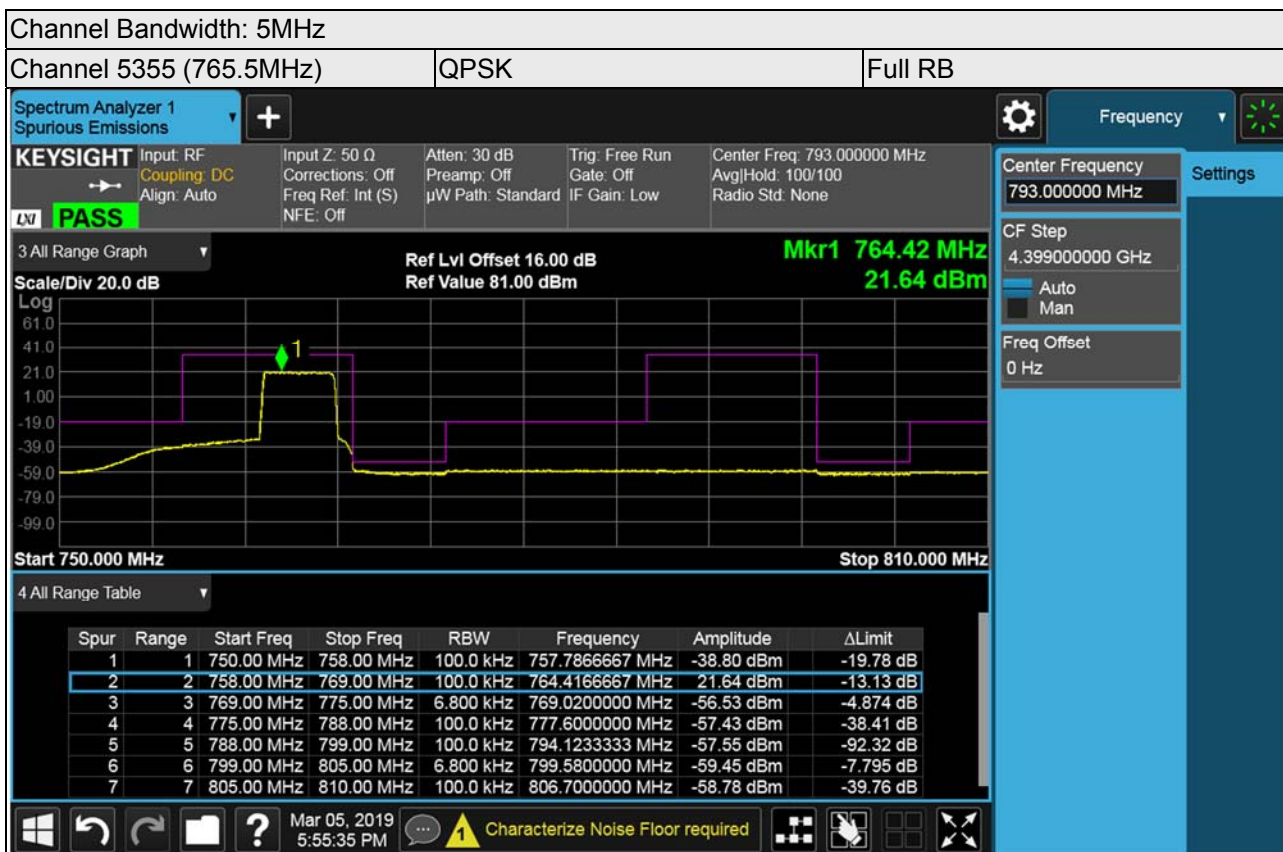 Channel Bandwidth: 5MHz
Channel 5355 (765.5MHz) QPSK Full RB
Spectrum Analyzer 1
Spurious Emissions
+
Frequency
KEYSIGHT
Input: RF
Coupling: DC
Align: Auto
Input Z: 50 Ω
Corrections: Off
Freq Ref: Int (S)
NFE: Off
Atten: 30 dB
Preamp: Off
µW Path: Standard
Trig: Free Run
Gate: Off
IF Gain: Low
Center Freq: 793.000000 MHz
Avg|Hold: 100/100
Radio Std: None
LXI PASS
Center Frequency
793.000000 MHz
Settings
CF Step
4.399000000 GHz
Auto
Man
Freq Offset
0 Hz
3 All Range Graph
Ref Lvl Offset 16.00 dB
Ref Value 81.00 dBm
Mkr1 764.42 MHz
21.64 dBm
Scale/Div 20.0 dB
Log
61.0
41.0
21.0
1.00
-19.0
-39.0
-59.0
-79.0
-99.0
1
Start 750.000 MHz Stop 810.000 MHz
4 All Range Table
Spur Range Start Freq Stop Freq RBW Frequency Amplitude ΔLimit
1 1 750.00 MHz 758.00 MHz 100.0 kHz 757.7866667 MHz -38.80 dBm -19.78 dB
2 2 758.00 MHz 769.00 MHz 100.0 kHz 764.4166667 MHz 21.64 dBm -13.13 dB
3 3 769.00 MHz 775.00 MHz 6.800 kHz 769.0200000 MHz -56.53 dBm -4.874 dB
4 4 775.00 MHz 788.00 MHz 100.0 kHz 777.6000000 MHz -57.43 dBm -38.41 dB
5 5 788.00 MHz 799.00 MHz 100.0 kHz 794.1233333 MHz -57.55 dBm -92.32 dB
6 6 799.00 MHz 805.00 MHz 6.800 kHz 799.5800000 MHz -59.45 dBm -7.795 dB
7 7 805.00 MHz 810.00 MHz 100.0 kHz 806.7000000 MHz -58.78 dBm -39.76 dB
?
Mar 05, 2019
5:55:35 PM
1 Characterize Noise Floor required